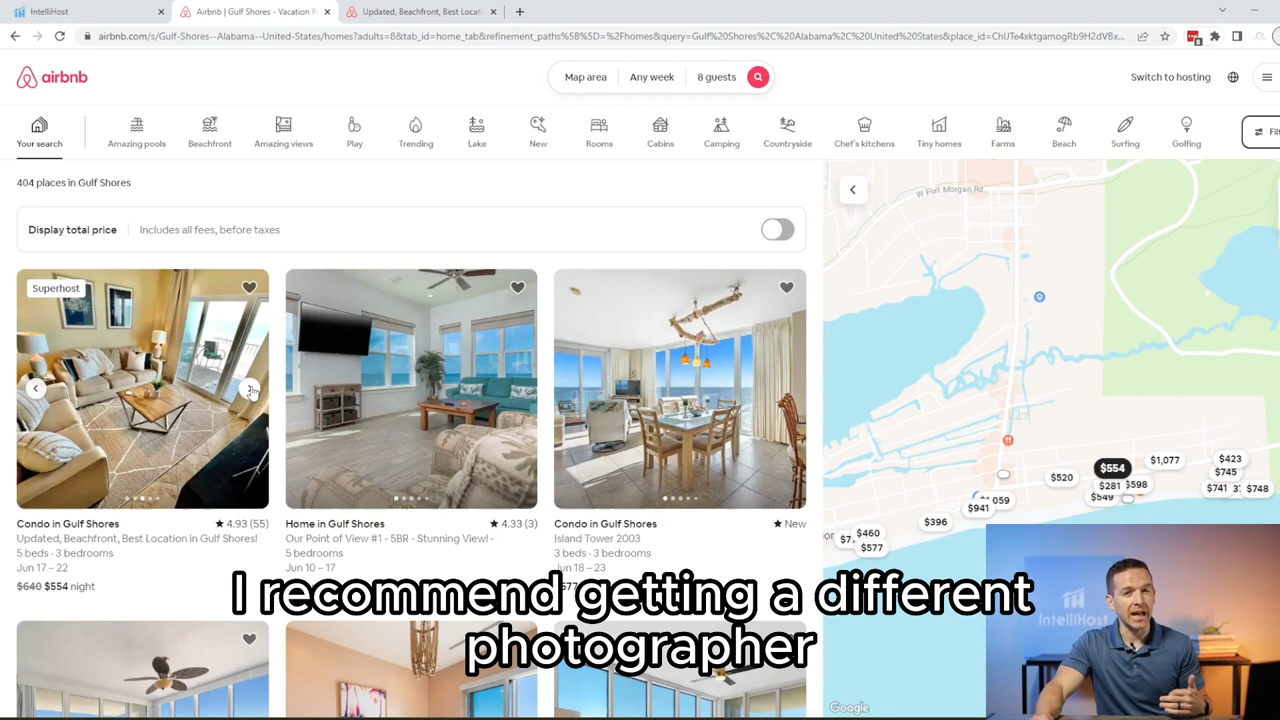 IntelliHost
Airbnb | Gulf Shores - Vacation R
Updated, Beachfront, Best Locati
airbnb.com/s/Gulf-Shores--Alabama--United-States/homes?adults=8&tab_id=home_tab&refinement_paths%5B%5D=%2Fhomes&query=Gulf%20Shores%2C%20Alabama%2C%20United%20States&place_id=ChIJTe4xktgamogRb9H2dVBx...
airbnb
Map area
Any week
8 guests
Switch to hosting
Your search
Amazing pools
Beachfront
Amazing views
Play
Trending
Lake
New
Rooms
Cabins
Camping
Countryside
Chef's kitchens
Tiny homes
Farms
Beach
Surfing
Golfing
Fil
404 places in Gulf Shores
Display total price
Includes all fees, before taxes
Superhost
Condo in Gulf Shores
4.93 (55)
Updated, Beachfront, Best Location in Gulf Shores!
5 beds · 3 bedrooms
Jun 17 – 22
$640 $554 night
Home in Gulf Shores
4.33 (3)
Our Point of View #1 - 5BR - Stunning View! -
5 bedrooms
Jun 10 – 17
Condo in Gulf Shores
New
Island Tower 2003
3 beds · 3 bedrooms
Jun 18 – 23
W Fort Morgan Rd
$554
$1,077
$423
$745
$520
$281
$598
$549
$741
$748
$941
$396
$460
$577
Google
IntelliHost
I recommend getting a different
photographer